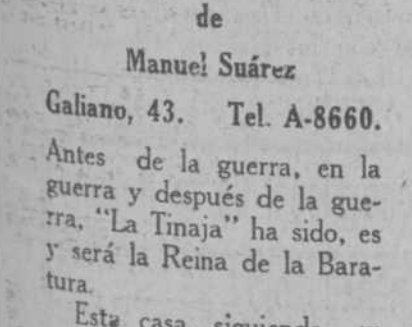 de
Manuel Suárez
Galiano, 43. Tel. A-8660.
Antes de la guerra, en la
guerra y después de la gue-
rra, "La Tinaja" ha sido, es
y será la Reina de la Bara-
tura.
Esta casa, siguiendo